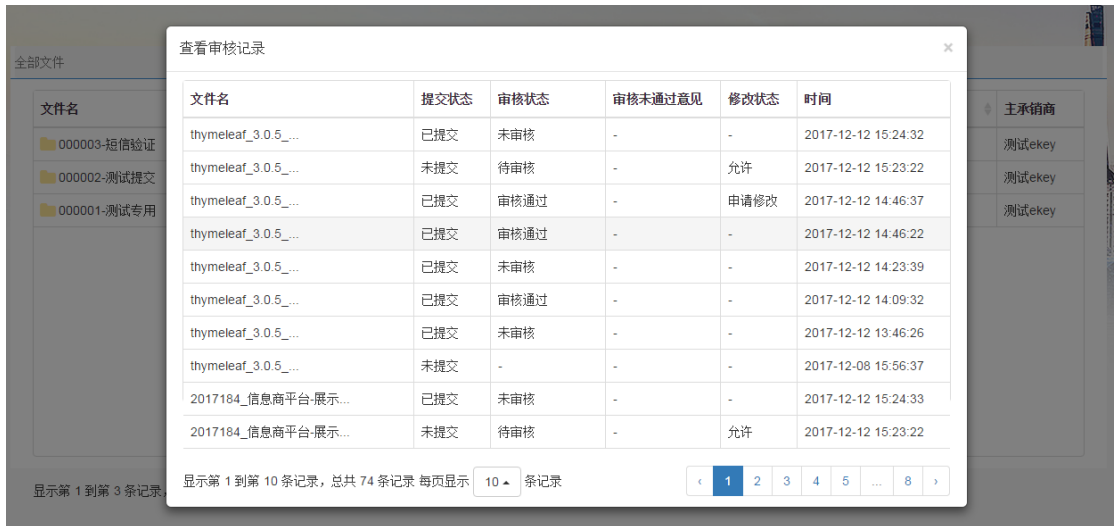 查看审核记录 ×
全部文件
文件名 主承销商
000003-短信验证 测试ekey
000002-测试提交 测试ekey
000001-测试专用 测试ekey
文件名 提交状态 审核状态 审核未通过意见 修改状态 时间
thymeleaf_3.0.5_... 已提交 未审核 - - 2017-12-12 15:24:32
thymeleaf_3.0.5_... 未提交 待审核 - 允许 2017-12-12 15:23:22
thymeleaf_3.0.5_... 已提交 审核通过 - 申请修改 2017-12-12 14:46:37
thymeleaf_3.0.5_... 已提交 审核通过 - - 2017-12-12 14:46:22
thymeleaf_3.0.5_... 已提交 未审核 - - 2017-12-12 14:23:39
thymeleaf_3.0.5_... 已提交 审核通过 - - 2017-12-12 14:09:32
thymeleaf_3.0.5_... 已提交 未审核 - - 2017-12-12 13:46:26
thymeleaf_3.0.5_... 未提交 - - - 2017-12-08 15:56:37
2017184_信息商平台-展示... 已提交 未审核 - - 2017-12-12 15:24:33
2017184_信息商平台-展示... 未提交 待审核 - 允许 2017-12-12 15:23:22
显示第 1 到第 10 条记录，总共 74 条记录 每页显示 10 条记录 ‹ 1 2 3 4 5 ... 8 ›
显示第 1 到第 3 条记录，